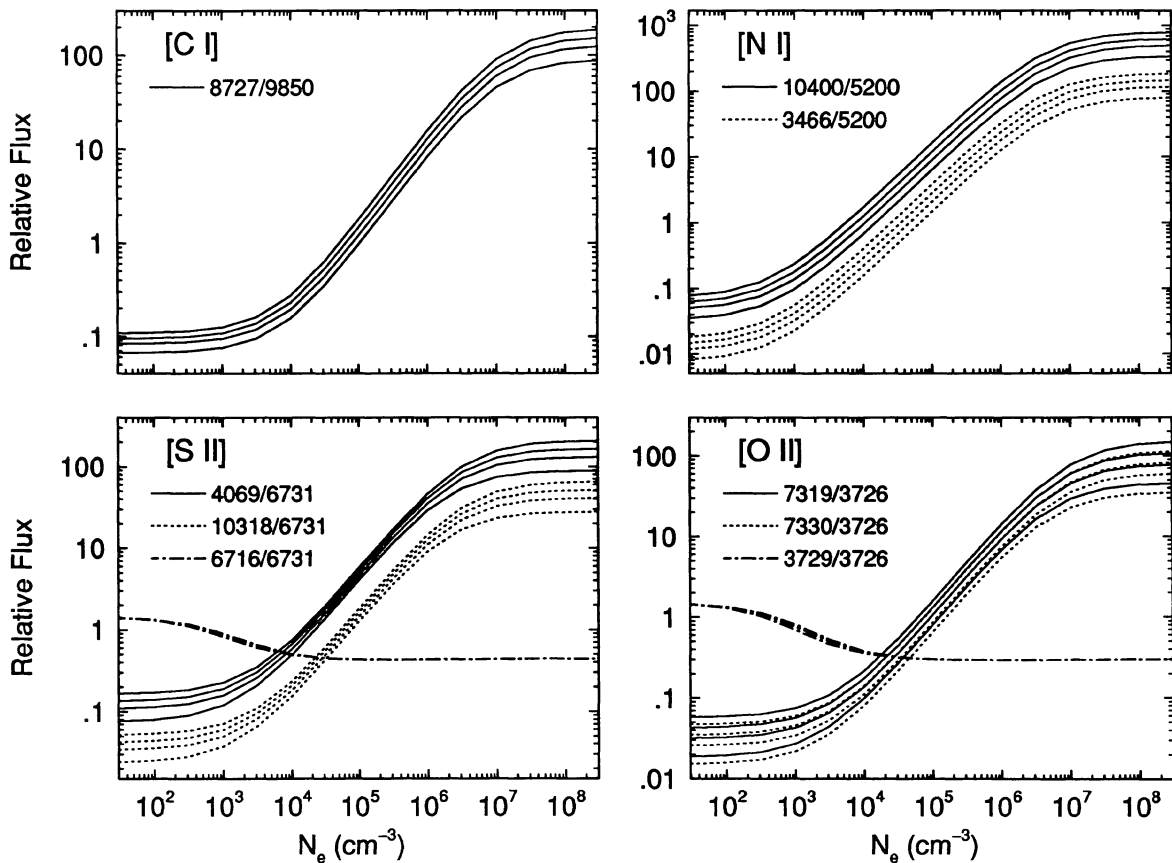 [C I]
8727/9850
100
10
1
.1
Relative Flux
[N I]
10400/5200
3466/5200
10³
100
10
1
.1
.01
[S II]
4069/6731
10318/6731
6716/6731
100
10
1
.1
Relative Flux
10² 10³ 10⁴ 10⁵ 10⁶ 10⁷ 10⁸
Nₑ (cm⁻³)
[O II]
7319/3726
7330/3726
3729/3726
100
10
1
.1
.01
10² 10³ 10⁴ 10⁵ 10⁶ 10⁷ 10⁸
Nₑ (cm⁻³)